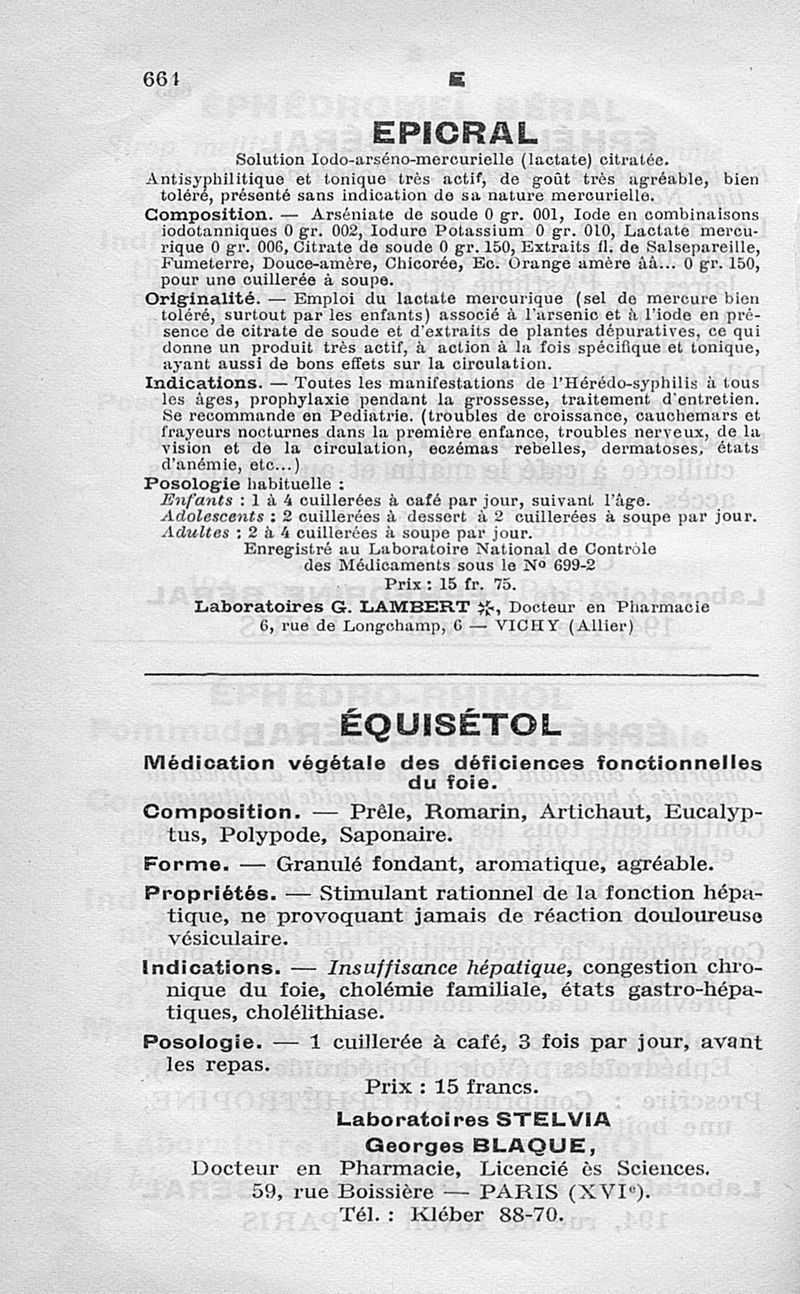 661 E
EPICRAL
Solution Iodo-arséno-mercurielle (lactate) citratée.
Antisyphilitique et tonique très actif, de goût très agréable, bien
toléré, présenté sans indication de sa nature mercurielle.
Composition. — Arséniate de soude 0 gr. 001, Iode en combinaisons
iodotanniques 0 gr. 002, Iodure Potassium 0 gr. 010, Lactate mercu-
rique 0 gr. 006, Citrate de soude 0 gr. 150, Extraits fl. de Salsepareille,
Fumeterre, Douce-amère, Chicorée, Ec. Orange amère ââ... 0 gr. 150,
pour une cuillerée à soupe.
Originalité. — Emploi du lactate mercurique (sel de mercure bien
toléré, surtout par les enfants) associé à l'arsenic et à l'iode en pré-
sence de citrate de soude et d'extraits de plantes dépuratives, ce qui
donne un produit très actif, à action à la fois spécifique et tonique,
ayant aussi de bons effets sur la circulation.
Indications. — Toutes les manifestations de l'Hérédo-syphilis à tous
les âges, prophylaxie pendant la grossesse, traitement d'entretien.
Se recommande en Pediatrie. (troubles de croissance, cauchemars et
frayeurs nocturnes dans la première enfance, troubles nerveux, de la
vision et de la circulation, eczémas rebelles, dermatoses, états
d'anémie, etc...)
Posologie habituelle :
Enfants : 1 à 4 cuillerées à café par jour, suivant l'âge.
Adolescents : 2 cuillerées à dessert à 2 cuillerées à soupe par jour.
Adultes : 2 à 4 cuillerées à soupe par jour.
Enregistré au Laboratoire National de Contrôle
des Médicaments sous le Nº 699-2
Prix : 15 fr. 75.
Laboratoires G. LAMBERT ✻, Docteur en Pharmacie
6, rue de Longchamp, 6 — VICHY (Allier)
ÉQUISÉTOL
Médication végétale des déficiences fonctionnelles
du foie.
Composition. — Prêle, Romarin, Artichaut, Eucalyp-
tus, Polypode, Saponaire.
Forme. — Granulé fondant, aromatique, agréable.
Propriétés. — Stimulant rationnel de la fonction hépa-
tique, ne provoquant jamais de réaction douloureuse
vésiculaire.
Indications. — Insuffisance hépatique, congestion chro-
nique du foie, cholémie familiale, états gastro-hépa-
tiques, cholélithiase.
Posologie. — 1 cuillerée à café, 3 fois par jour, avant
les repas.
Prix : 15 francs.
Laboratoires STELVIA
Georges BLAQUE,
Docteur en Pharmacie, Licencié ès Sciences.
59, rue Boissière — PARIS (XVIᵉ).
Tél. : Kléber 88-70.